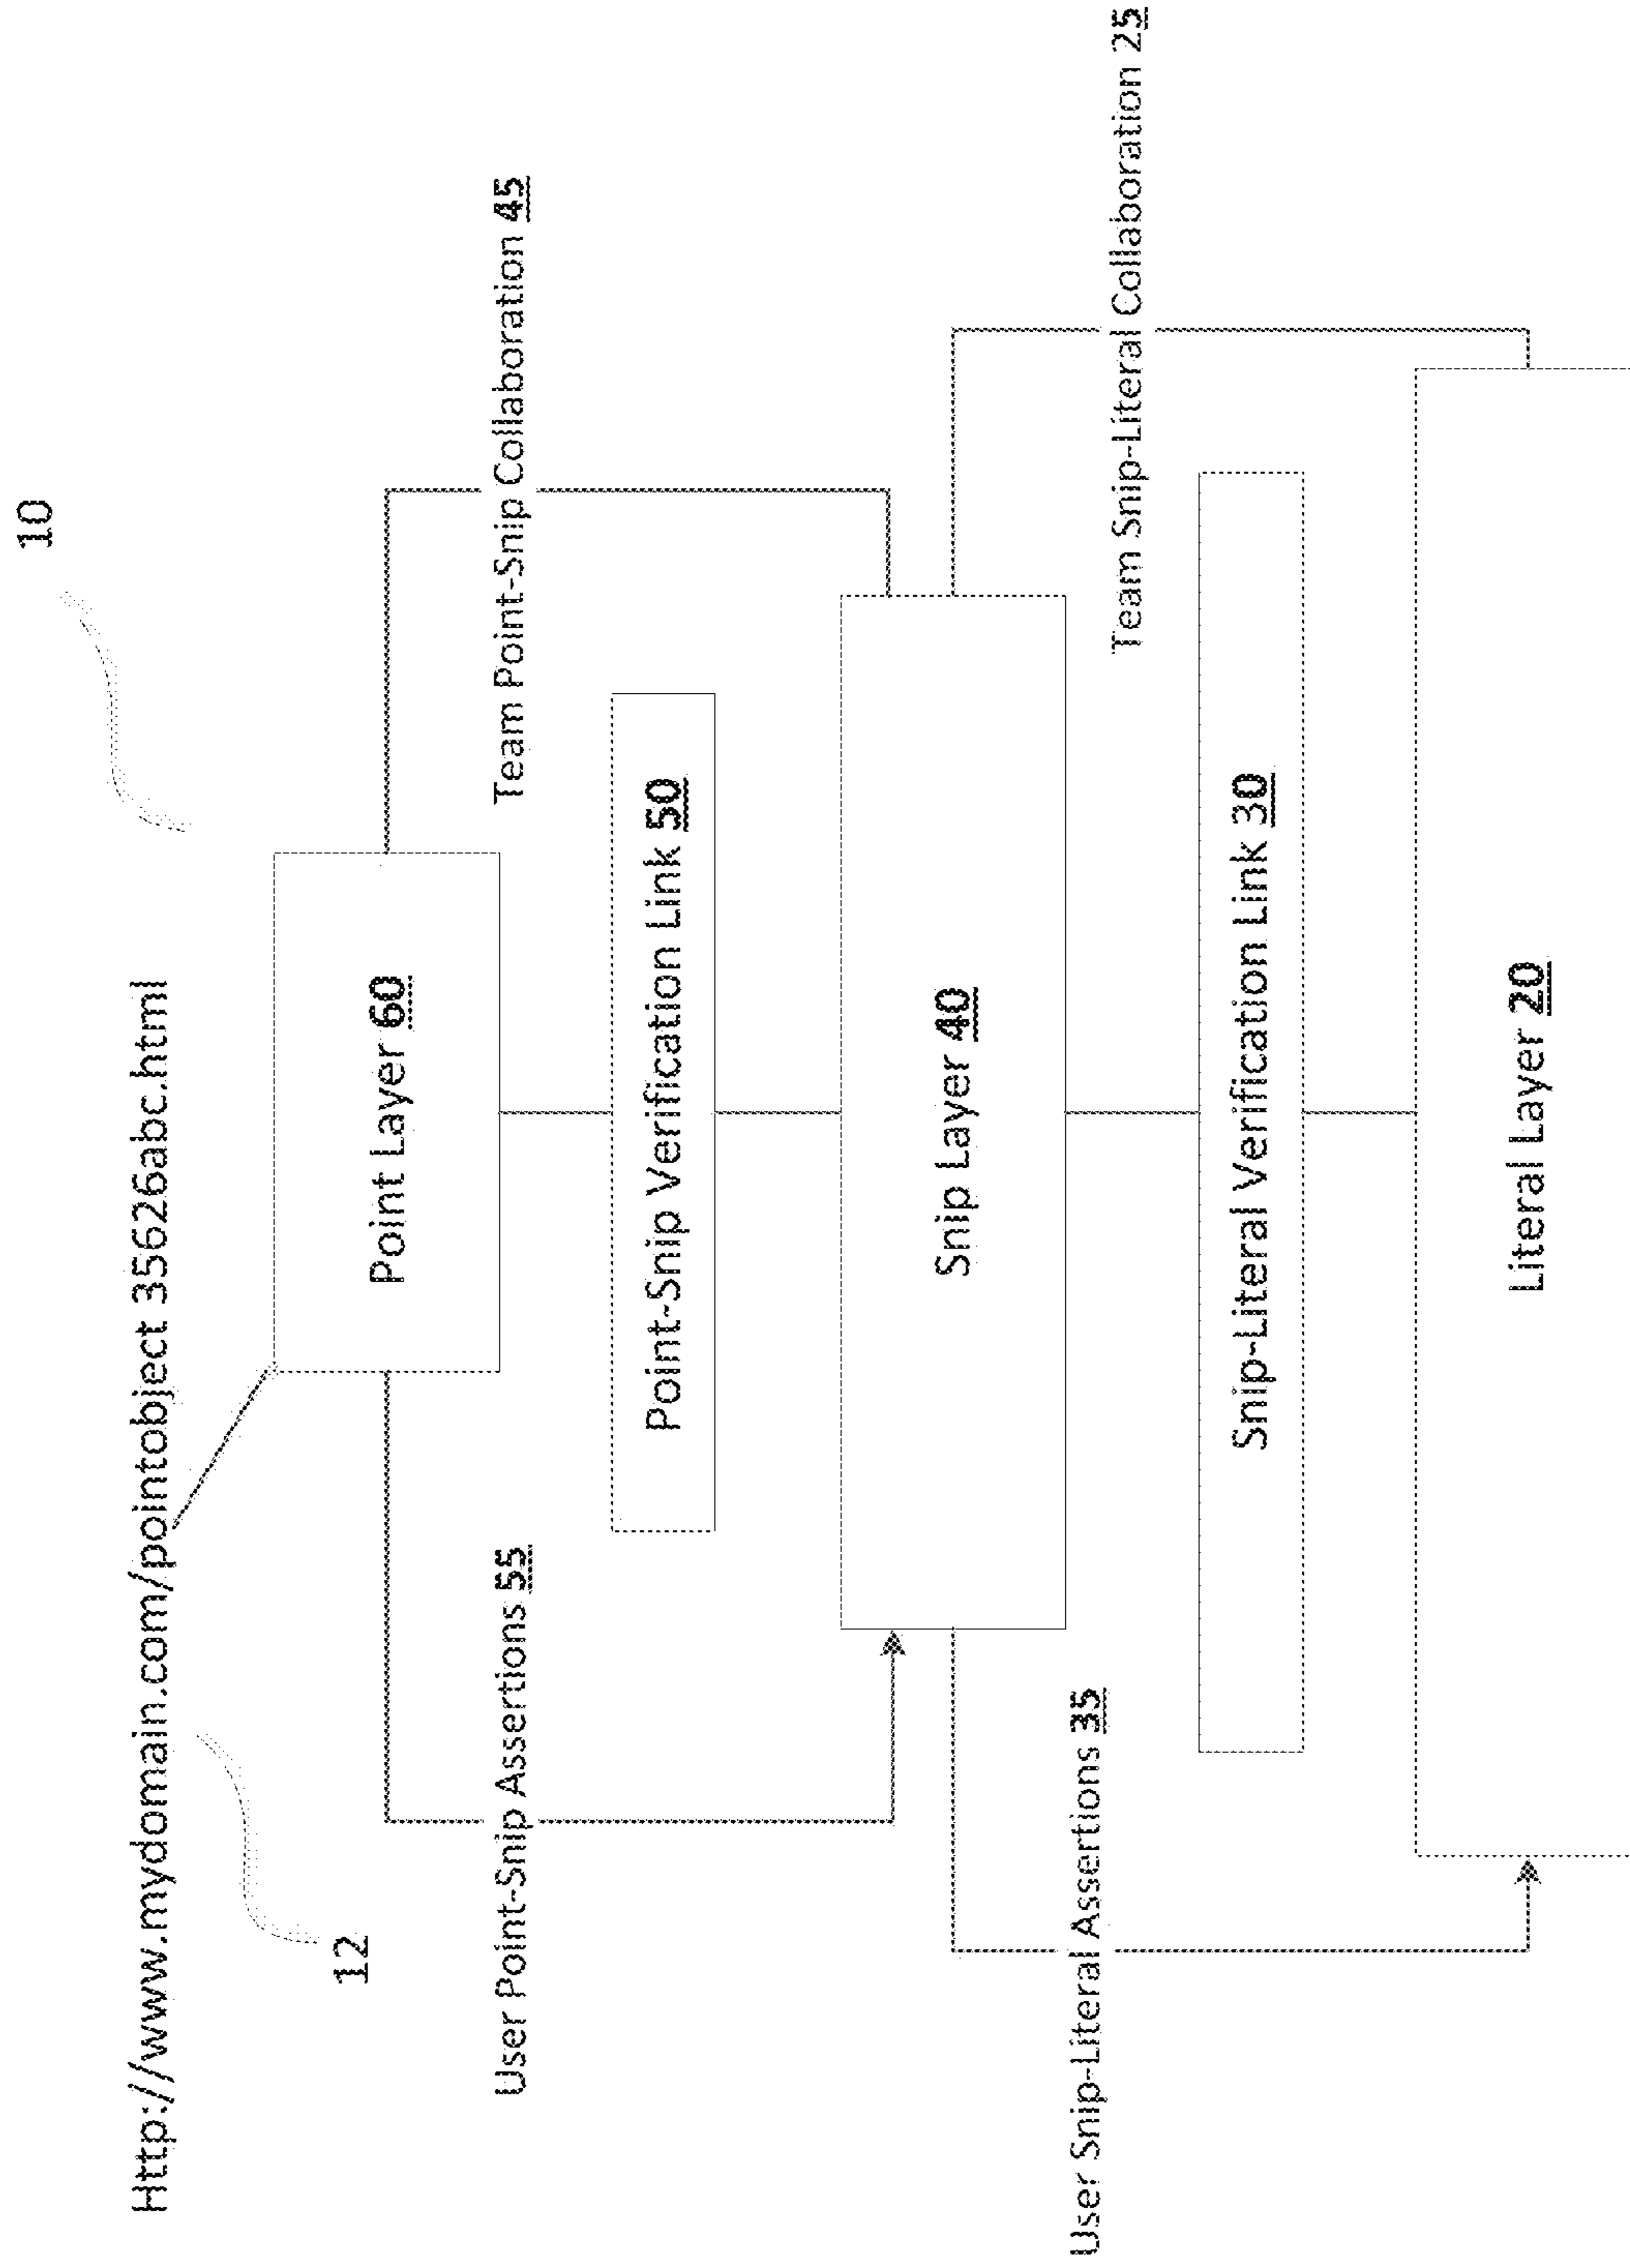 10
Http://www.mydomain.com/pointobject 35626abc.html
12
Point Layer 60
User Point-Snip Assertions 55
Team Point-Snip Collaboration 45
Point-Snip Verification Link 50
Snip Layer 40
User Snip-Literal Assertions 35
Team Snip-Literal Collaboration 25
Snip-Literal Verification Link 30
Literal Layer 20